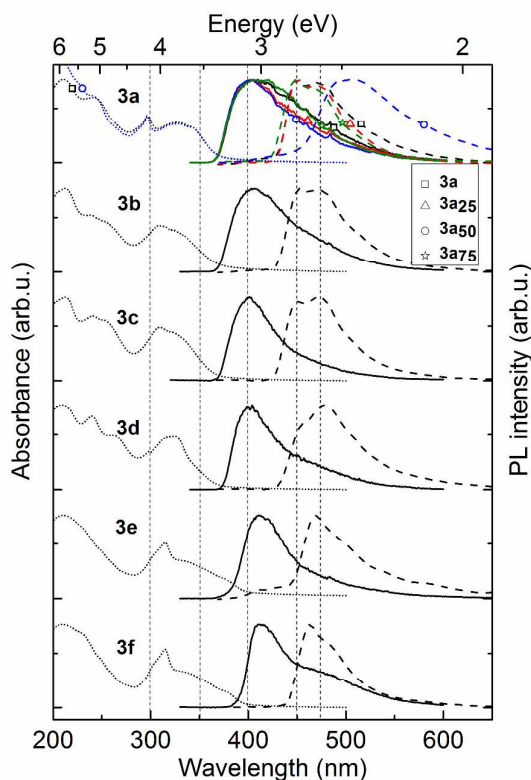 Energy (eV)
6 5 4 3 2
3a
3a
3a25
3a50
3a75
3b
3c
3d
3e
3f
Absorbance (arb.u.)
PL intensity (arb.u.)
200 300 400 500 600
Wavelength (nm)